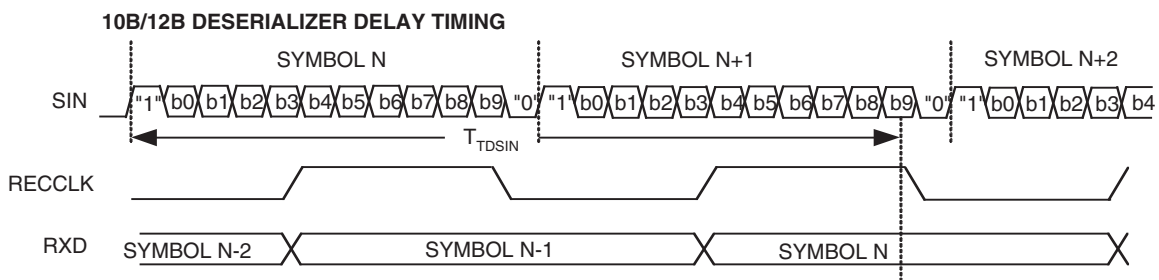 10B/12B DESERIALIZER DELAY TIMING
SYMBOL N SYMBOL N+1 SYMBOL N+2
SIN "1" b0 b1 b2 b3 b4 b5 b6 b7 b8 b9 "0" "1" b0 b1 b2 b3 b4 b5 b6 b7 b8 b9 "0" "1" b0 b1 b2 b3 b4
TTDSIN
RECCLK
RXD SYMBOL N-2 SYMBOL N-1 SYMBOL N